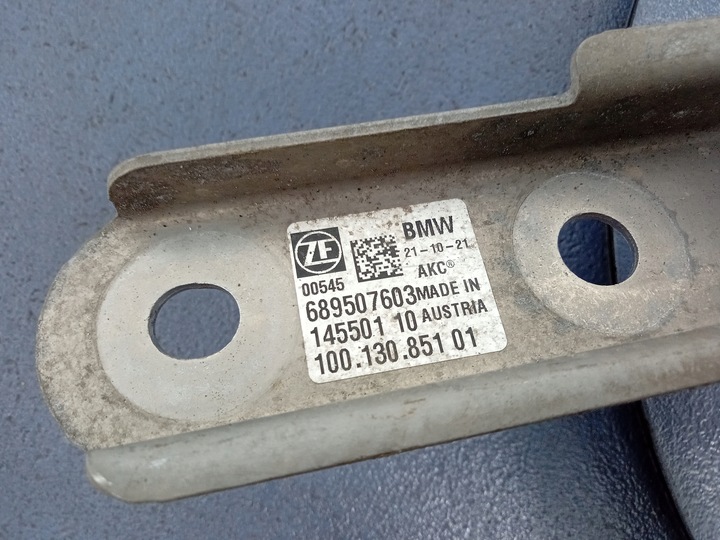 ZF
BMW
21-10-21
AKC®
00545
689507603 MADE IN
145501 10 AUSTRIA
100.130.851 01